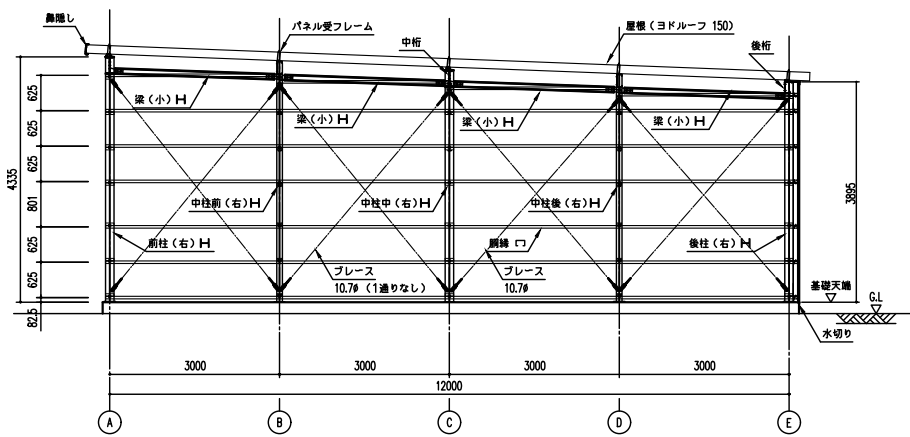 鼻隠し
パネル受フレーム
中桁
屋根(ヨドルーフ 150)
後桁
梁(小)H
梁(小)H
梁(小)H
梁(小)H
4335
625
625
625
801
625
625
82.5
3895
中柱前(右)H
中柱中(右)H
中柱後(右)H
前柱(右)H
胴縁 ロ
後柱(右)H
ブレース
10.7φ (1通りなし)
ブレース
10.7φ
基礎天端
G.L
水切り
3000
3000
3000
3000
12000
A
B
C
D
E